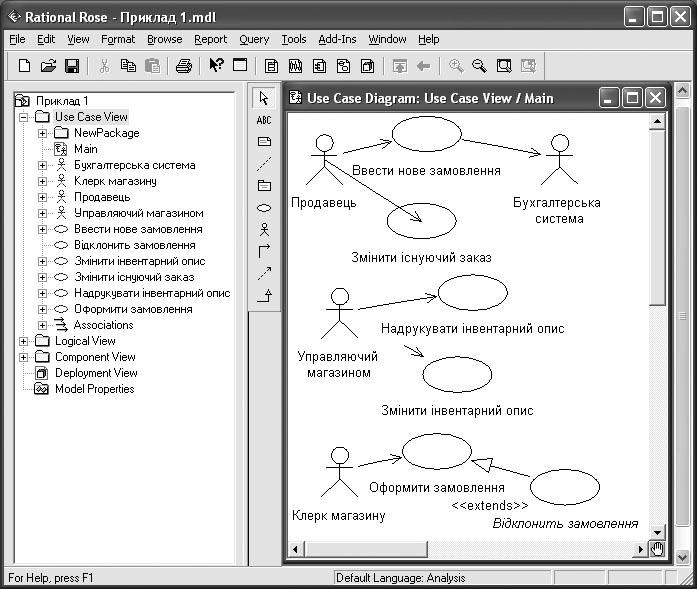 Rational Rose - Приклад 1.mdl
File Edit View Format Browse Report Query Tools Add-Ins Window Help
Приклад 1
Use Case View
NewPackage
Main
Бухгалтерська система
Клерк магазину
Продавець
Управляючий магазином
Ввести нове замовлення
Відклонить замовлення
Змінити інвентарний опис
Змінити існуючий заказ
Надрукувати інвентарний опис
Оформити замовлення
Associations
Logical View
Component View
Deployment View
Model Properties
ABC
Use Case Diagram: Use Case View / Main
Ввести нове замовлення
Продавець
Бухгалтерська
система
Змінити існуючий заказ
Надрукувати інвентарний опис
Управляючий
магазином
Змінити інвентарний опис
Оформити замовлення
<<extends>>
Клерк магазину
Відклонить замовлення
For Help, press F1
Default Language: Analysis